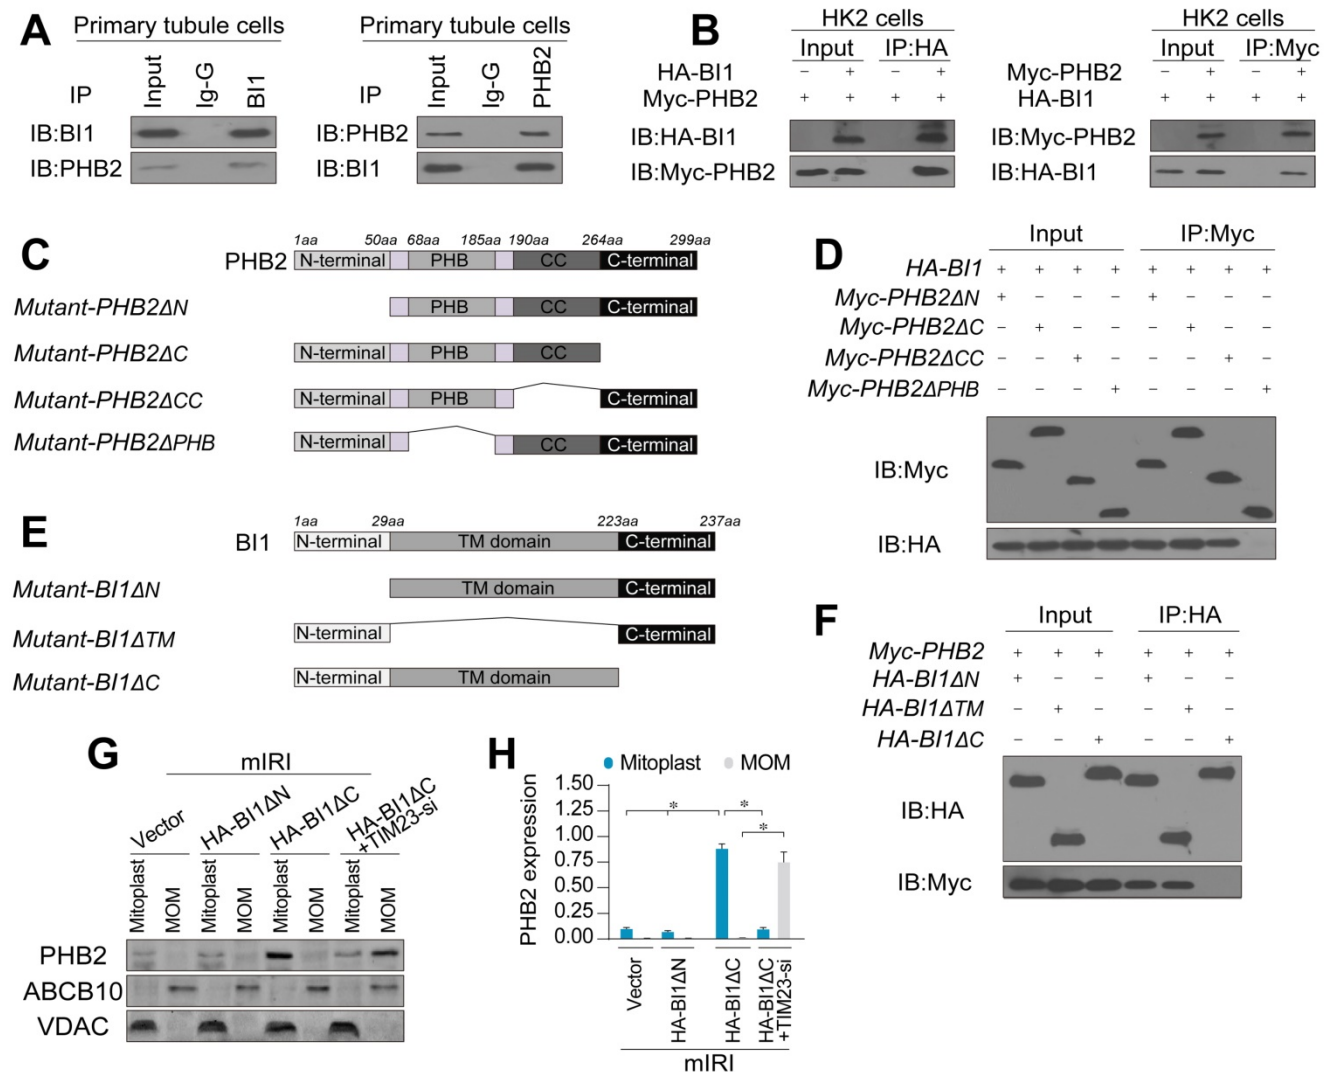 A
Primary tubule cells
IP
Input
Ig-G
BI1
IB:BI1
IB:PHB2
Primary tubule cells
IP
Input
Ig-G
PHB2
IB:PHB2
IB:BI1
B
HK2 cells
Input IP:HA
HA-BI1 – + – +
Myc-PHB2 + + + +
IB:HA-BI1
IB:Myc-PHB2
HK2 cells
Input IP:Myc
Myc-PHB2 – + – +
HA-BI1 + + + +
IB:Myc-PHB2
IB:HA-BI1
C
1aa 50aa 68aa 185aa 190aa 264aa 299aa
PHB2 N-terminal PHB CC C-terminal
Mutant-PHB2ΔN PHB CC C-terminal
Mutant-PHB2ΔC N-terminal PHB CC
Mutant-PHB2ΔCC N-terminal PHB C-terminal
Mutant-PHB2ΔPHB N-terminal CC C-terminal
D
Input IP:Myc
HA-BI1 + + + + + + + +
Myc-PHB2ΔN + – – – + – – –
Myc-PHB2ΔC – + – – – + – –
Myc-PHB2ΔCC – – + – – – + –
Myc-PHB2ΔPHB – – – + – – – +
IB:Myc
IB:HA
E
1aa 29aa 223aa 237aa
BI1 N-terminal TM domain C-terminal
Mutant-BI1ΔN TM domain C-terminal
Mutant-BI1ΔTM N-terminal C-terminal
Mutant-BI1ΔC N-terminal TM domain
F
Input IP:HA
Myc-PHB2 + + + + + +
HA-BI1ΔN + – – + – –
HA-BI1ΔTM – + – – + –
HA-BI1ΔC – – + – – +
IB:HA
IB:Myc
G
mIRI
Vector
HA-BI1ΔN
HA-BI1ΔC
HA-BI1ΔC
+TIM23-si
Mitoplast
MOM
Mitoplast
MOM
Mitoplast
MOM
Mitoplast
MOM
PHB2
ABCB10
VDAC
H
Mitoplast MOM
PHB2 expression
1.50
1.25
1.00
0.75
0.50
0.25
0.00
* * *
Vector
HA-BI1ΔN
HA-BI1ΔC
HA-BI1ΔC
+TIM23-si
mIRI